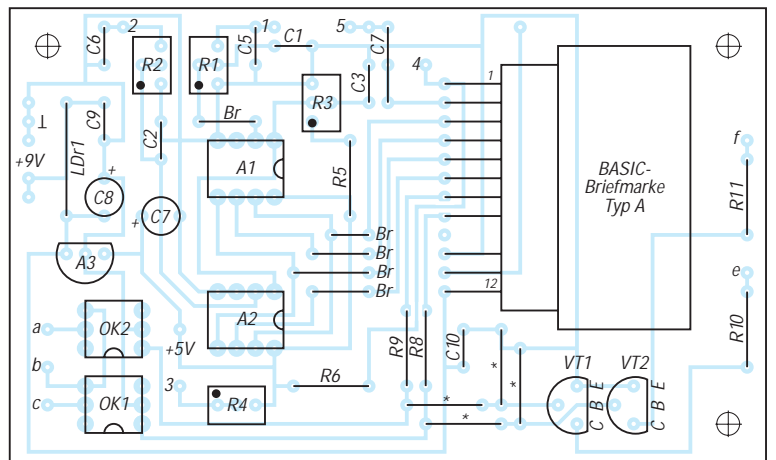 2
1
5
C6
C5
C1
C7
R2
R1
4
C3
1
R3
⊥
C9
LDr1
Br
C2
+9V
A1
R5
BASIC-
Briefmarke
Typ A
f
R11
+
C8
+
C7
Br
A3
Br
Br
Br
12
e
a
OK2
+5V
A2
R9
R8
C10
R10
b
c
OK1
3
R4
R6
*
*
*
*
VT1
VT2
C B E
C B E